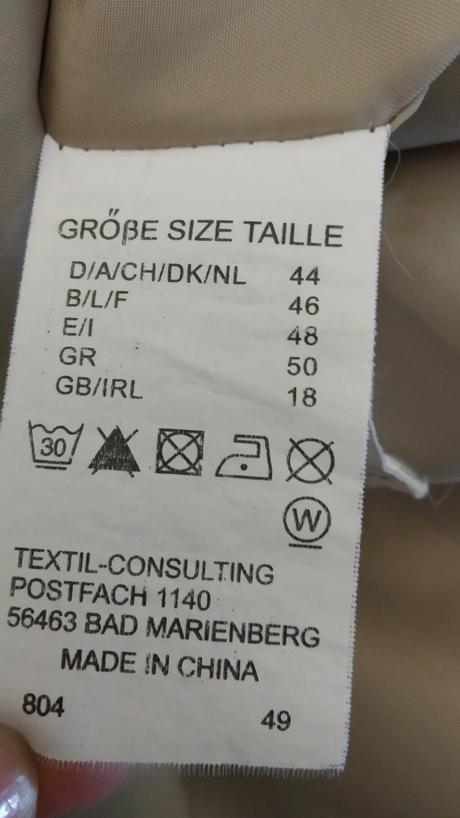 GRŐβE SIZE TAILLE
D/A/CH/DK/NL 44
B/L/F 46
E/I 48
GR 50
GB/IRL 18
30
W
TEXTIL-CONSULTING
POSTFACH 1140
56463 BAD MARIENBERG
MADE IN CHINA
804 49